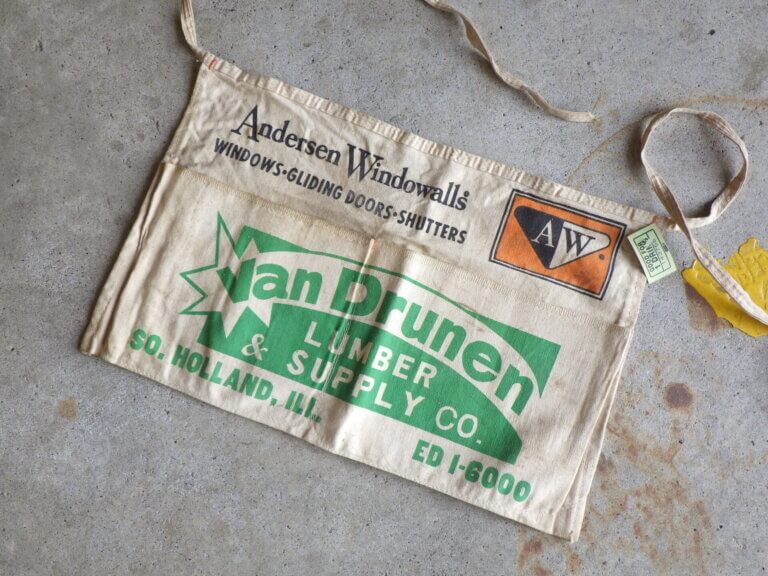 Andersen Windowalls
WINDOWS·GLIDING DOORS·SHUTTERS
AW
Van Drunen
LUMBER
& SUPPLY CO.
SO. HOLLAND, ILL.
ED 1-6000